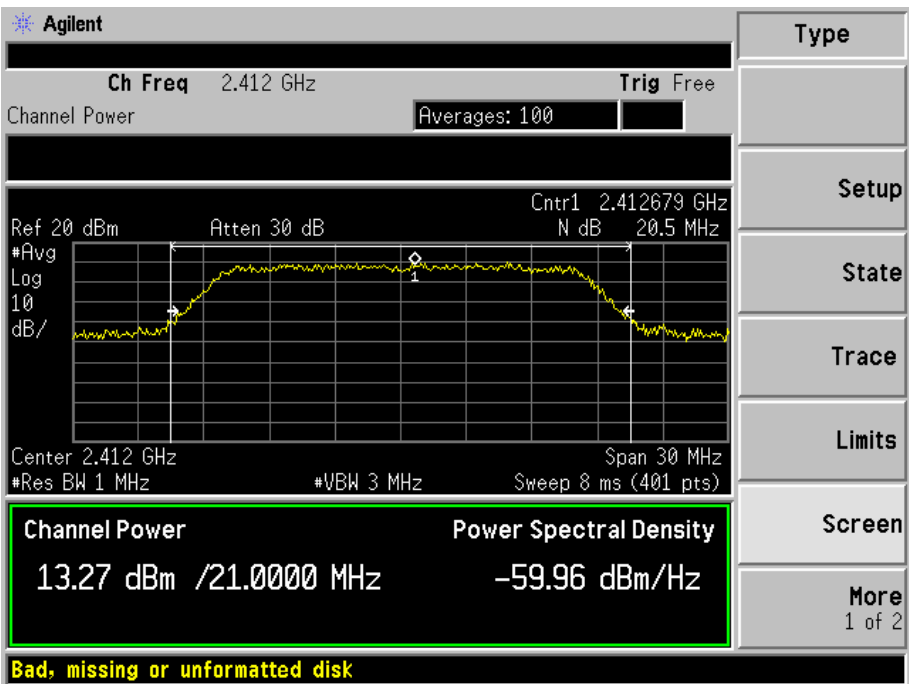 Agilent
Type
Ch Freq 2.412 GHz Trig Free
Channel Power Averages: 100
Setup
Cntr1 2.412679 GHz
Ref 20 dBm Atten 30 dB N dB 20.5 MHz
#Avg
Log
10
dB/
1
State
Trace
Limits
Center 2.412 GHz Span 30 MHz
#Res BW 1 MHz #VBW 3 MHz Sweep 8 ms (401 pts)
Channel Power Power Spectral Density
13.27 dBm /21.0000 MHz -59.96 dBm/Hz
Screen
More
1 of 2
Bad, missing or unformatted disk